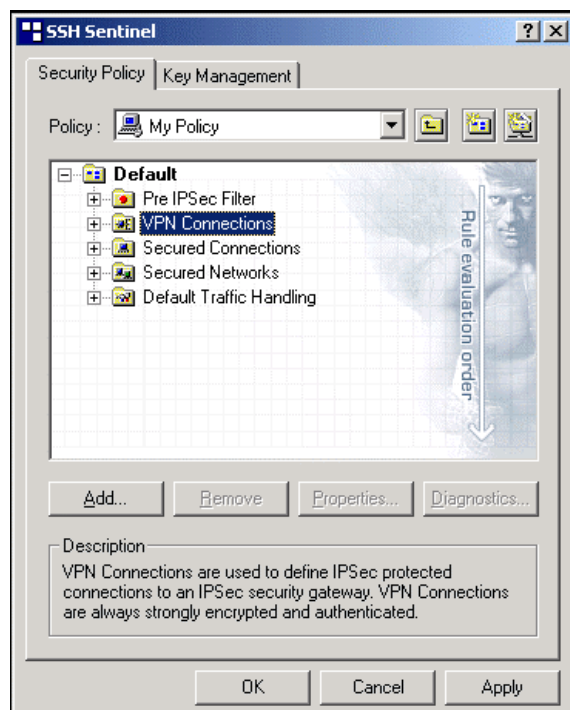 SSH Sentinel
Security Policy
Key Management
Policy :
My Policy
Default
Pre IPSec Filter
VPN Connections
Secured Connections
Secured Networks
Default Traffic Handling
Rule evaluation order
Add...
Remove
Properties...
Diagnostics...
Description
VPN Connections are used to define IPSec protected
connections to an IPSec security gateway. VPN Connections
are always strongly encrypted and authenticated.
OK
Cancel
Apply